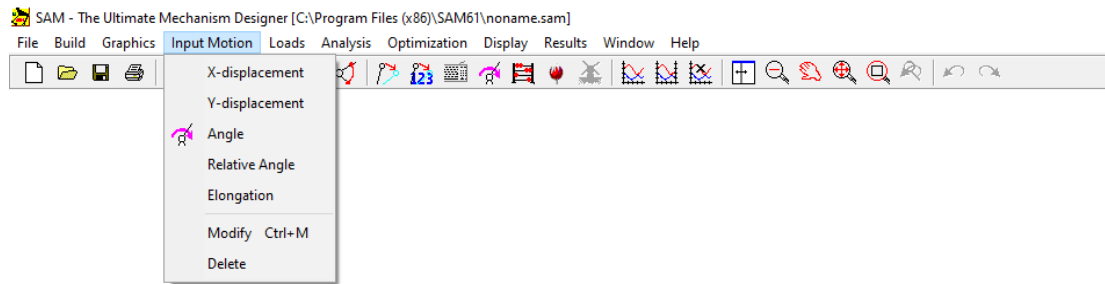 SAM - The Ultimate Mechanism Designer [C:\Program Files (x86)\SAM61\noname.sam]
File Build Graphics Input Motion Loads Analysis Optimization Display Results Window Help
123
X-displacement
Y-displacement
Angle
Relative Angle
Elongation
Modify Ctrl+M
Delete